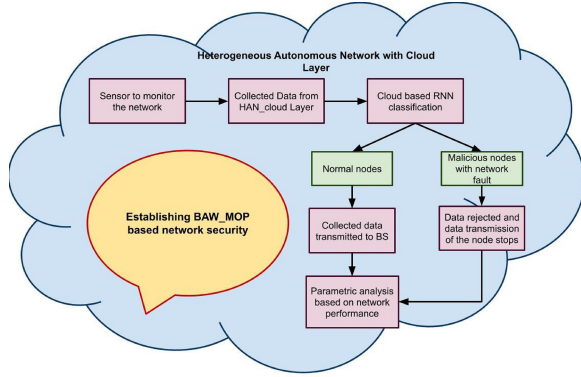 Heterogeneous Autonomous Network with Cloud
Layer
Sensor to monitor
the network
Collected Data from
HAN_cloud Layer
Cloud based RNN
classification
Normal nodes
Malicious nodes
with network
fault
Establishing BAW_MOP
based network security
Collected data
transmitted to BS
Data rejected and
data transmission
of the node stops
Parametric analysis
based on network
performance